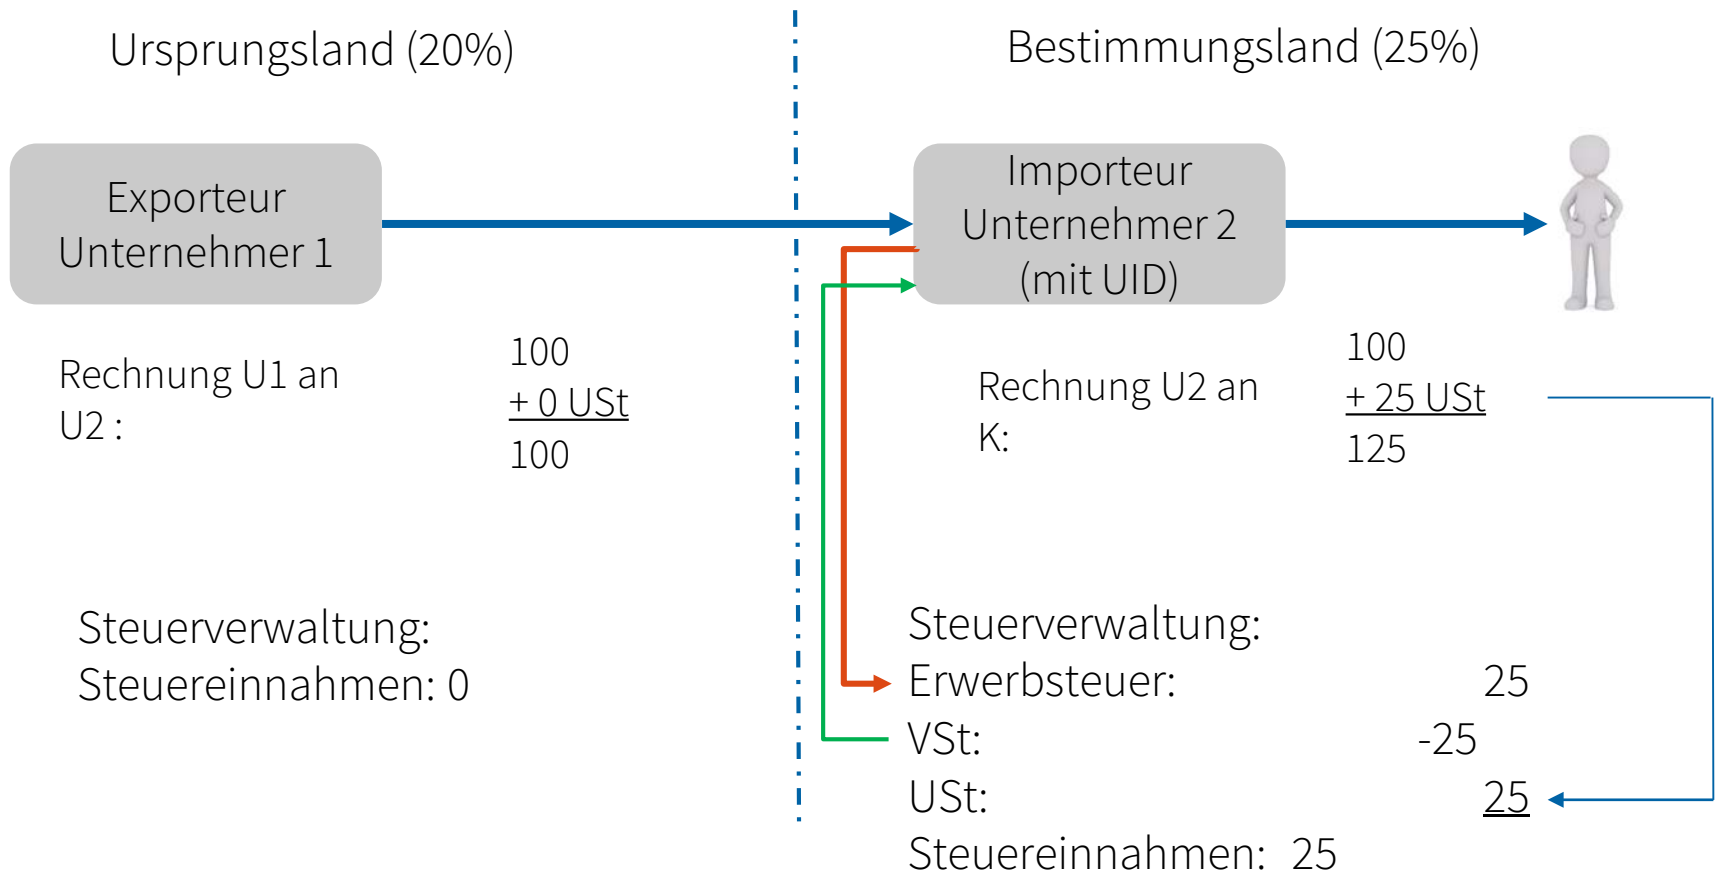 Ursprungsland (20%)
Bestimmungsland (25%)
Exporteur
Unternehmer 1
Importeur
Unternehmer 2
(mit UID)
Rechnung U1 an
U2 :
100
+ 0 USt
100
Rechnung U2 an
K:
100
+ 25 USt
125
Steuerverwaltung:
Steuereinnahmen: 0
Steuerverwaltung:
Erwerbsteuer: 25
VSt: -25
USt: 25
Steuereinnahmen: 25